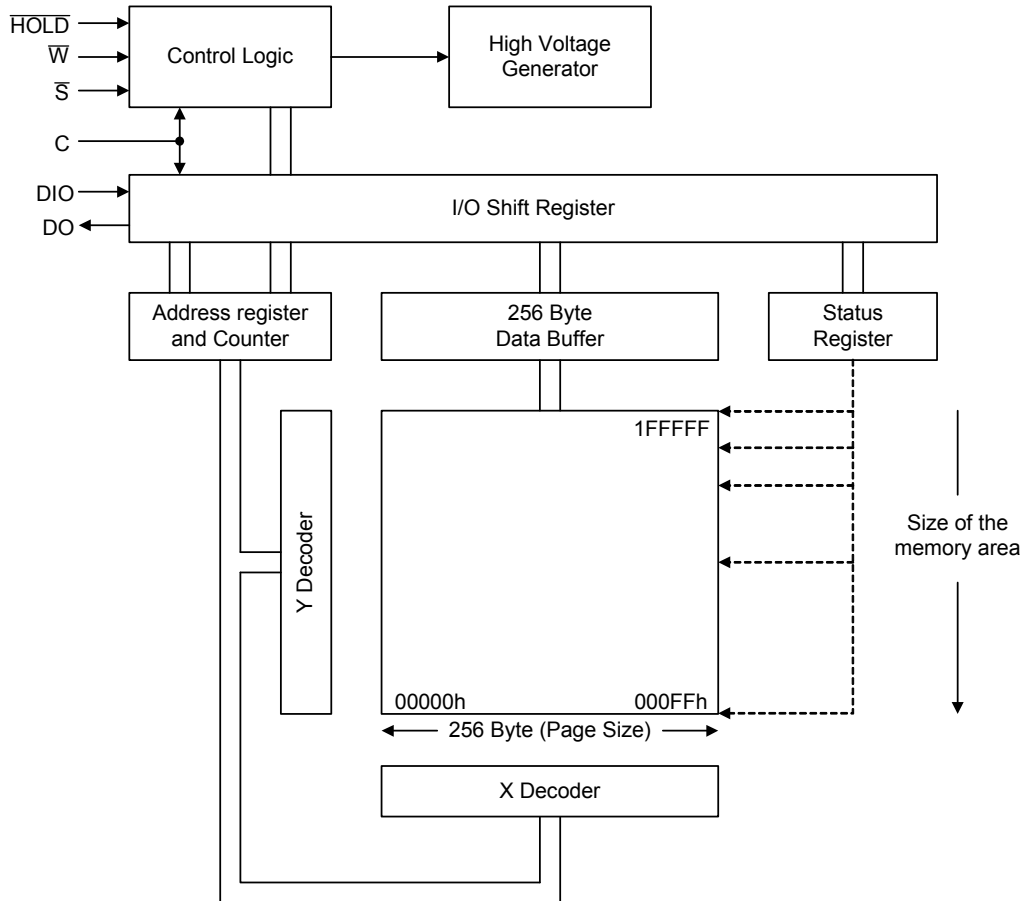 H̅O̅L̅D̅
W̅
S̅
C
DIO
DO
Control Logic
High Voltage
Generator
I/O Shift Register
Address register
and Counter
256 Byte
Data Buffer
Status
Register
Y Decoder
1FFFFF
00000h
000FFh
256 Byte (Page Size)
Size of the
memory area
X Decoder